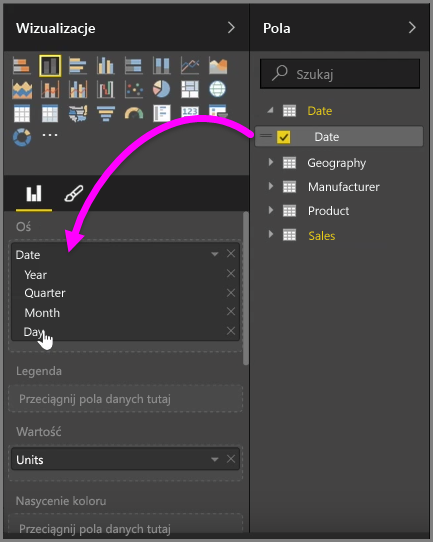 Wizualizacje
Oś
Date
Year
Quarter
Month
Day
Legenda
Przeciągnij pola danych tutaj
Wartość
Units
Nasycenie koloru
Przeciągnij pola danych tutaj
Pola
Szukaj
Date
Date
Geography
Manufacturer
Product
Sales